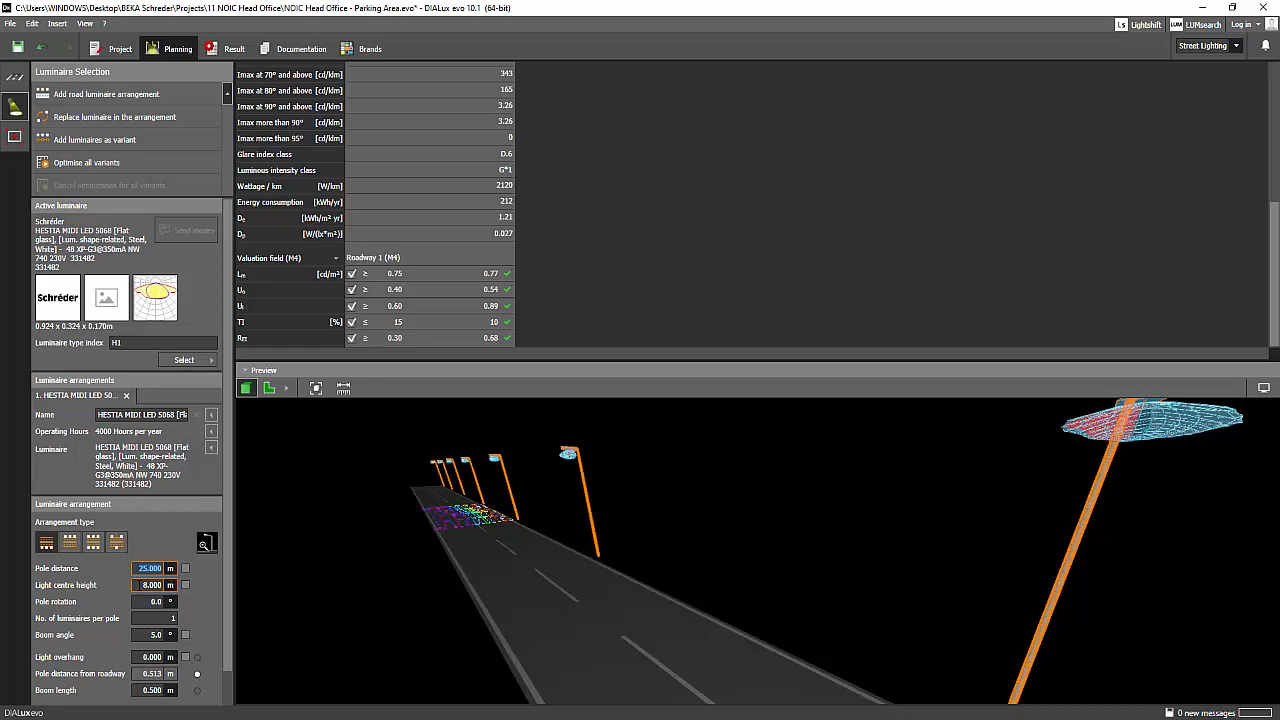 C:\Users\WINDOWS\Desktop\BEKA Schreder\Projects\11 NOIC Head Office\NOIC Head Office - Parking Area.evo* - DIALux evo 10.1 (64-bit)
File Edit Insert View ?
Ls Lightshift LUM LUMsearch Log in
Project Planning Result Documentation Brands
Street Lighting
Luminaire Selection
Add road luminaire arrangement
Replace luminaire in the arrangement
Add luminaires as variant
Optimise all variants
Cancel optimization for all variants
Active luminaire
Schréder
HESTIA MIDI LED 5068 [Flat
glass], [Lum. shape-related, Steel,
White] - 48 XP-G3@350mA NW
740 230V 331482
331482
Send inquiry
Schréder
0.924 x 0.324 x 0.170m
Luminaire type index H1
Select
Luminaire arrangements
1. HESTIA MIDI LED 50...
Name HESTIA MIDI LED 5068 [Fla
Operating Hours 4000 Hours per year
Luminaire HESTIA MIDI LED 5068 [Flat
glass], [Lum. shape-related,
Steel, White] - 48 XP-
G3@350mA NW 740 230V
331482 (331482)
Luminaire arrangement
Arrangement type
Pole distance 25.000 m
Light centre height 8.000 m
Pole rotation 0.0 °
No. of luminaires per pole 1
Boom angle 5.0 °
Light overhang 0.000 m
Pole distance from roadway 0.513 m
Boom length 0.500 m
Imax at 70° and above [cd/klm] 343
Imax at 80° and above [cd/klm] 165
Imax at 90° and above [cd/klm] 3.26
Imax more than 90° [cd/klm] 3.26
Imax more than 95° [cd/klm] 0
Glare index class D.6
Luminous intensity class G*1
Wattage / km [W/km] 2120
Energy consumption [kWh/yr] 212
De [kWh/m² yr] 1.21
Dp [W/(lx*m²)] 0.027
Valuation field (M4) Roadway 1 (M4)
Lm [cd/m²] ≥ 0.75 0.77
Uo ≥ 0.40 0.54
Ul ≥ 0.60 0.89
TI [%] ≤ 15 10
REI ≥ 0.30 0.68
Preview
DIALux evo
0 new messages